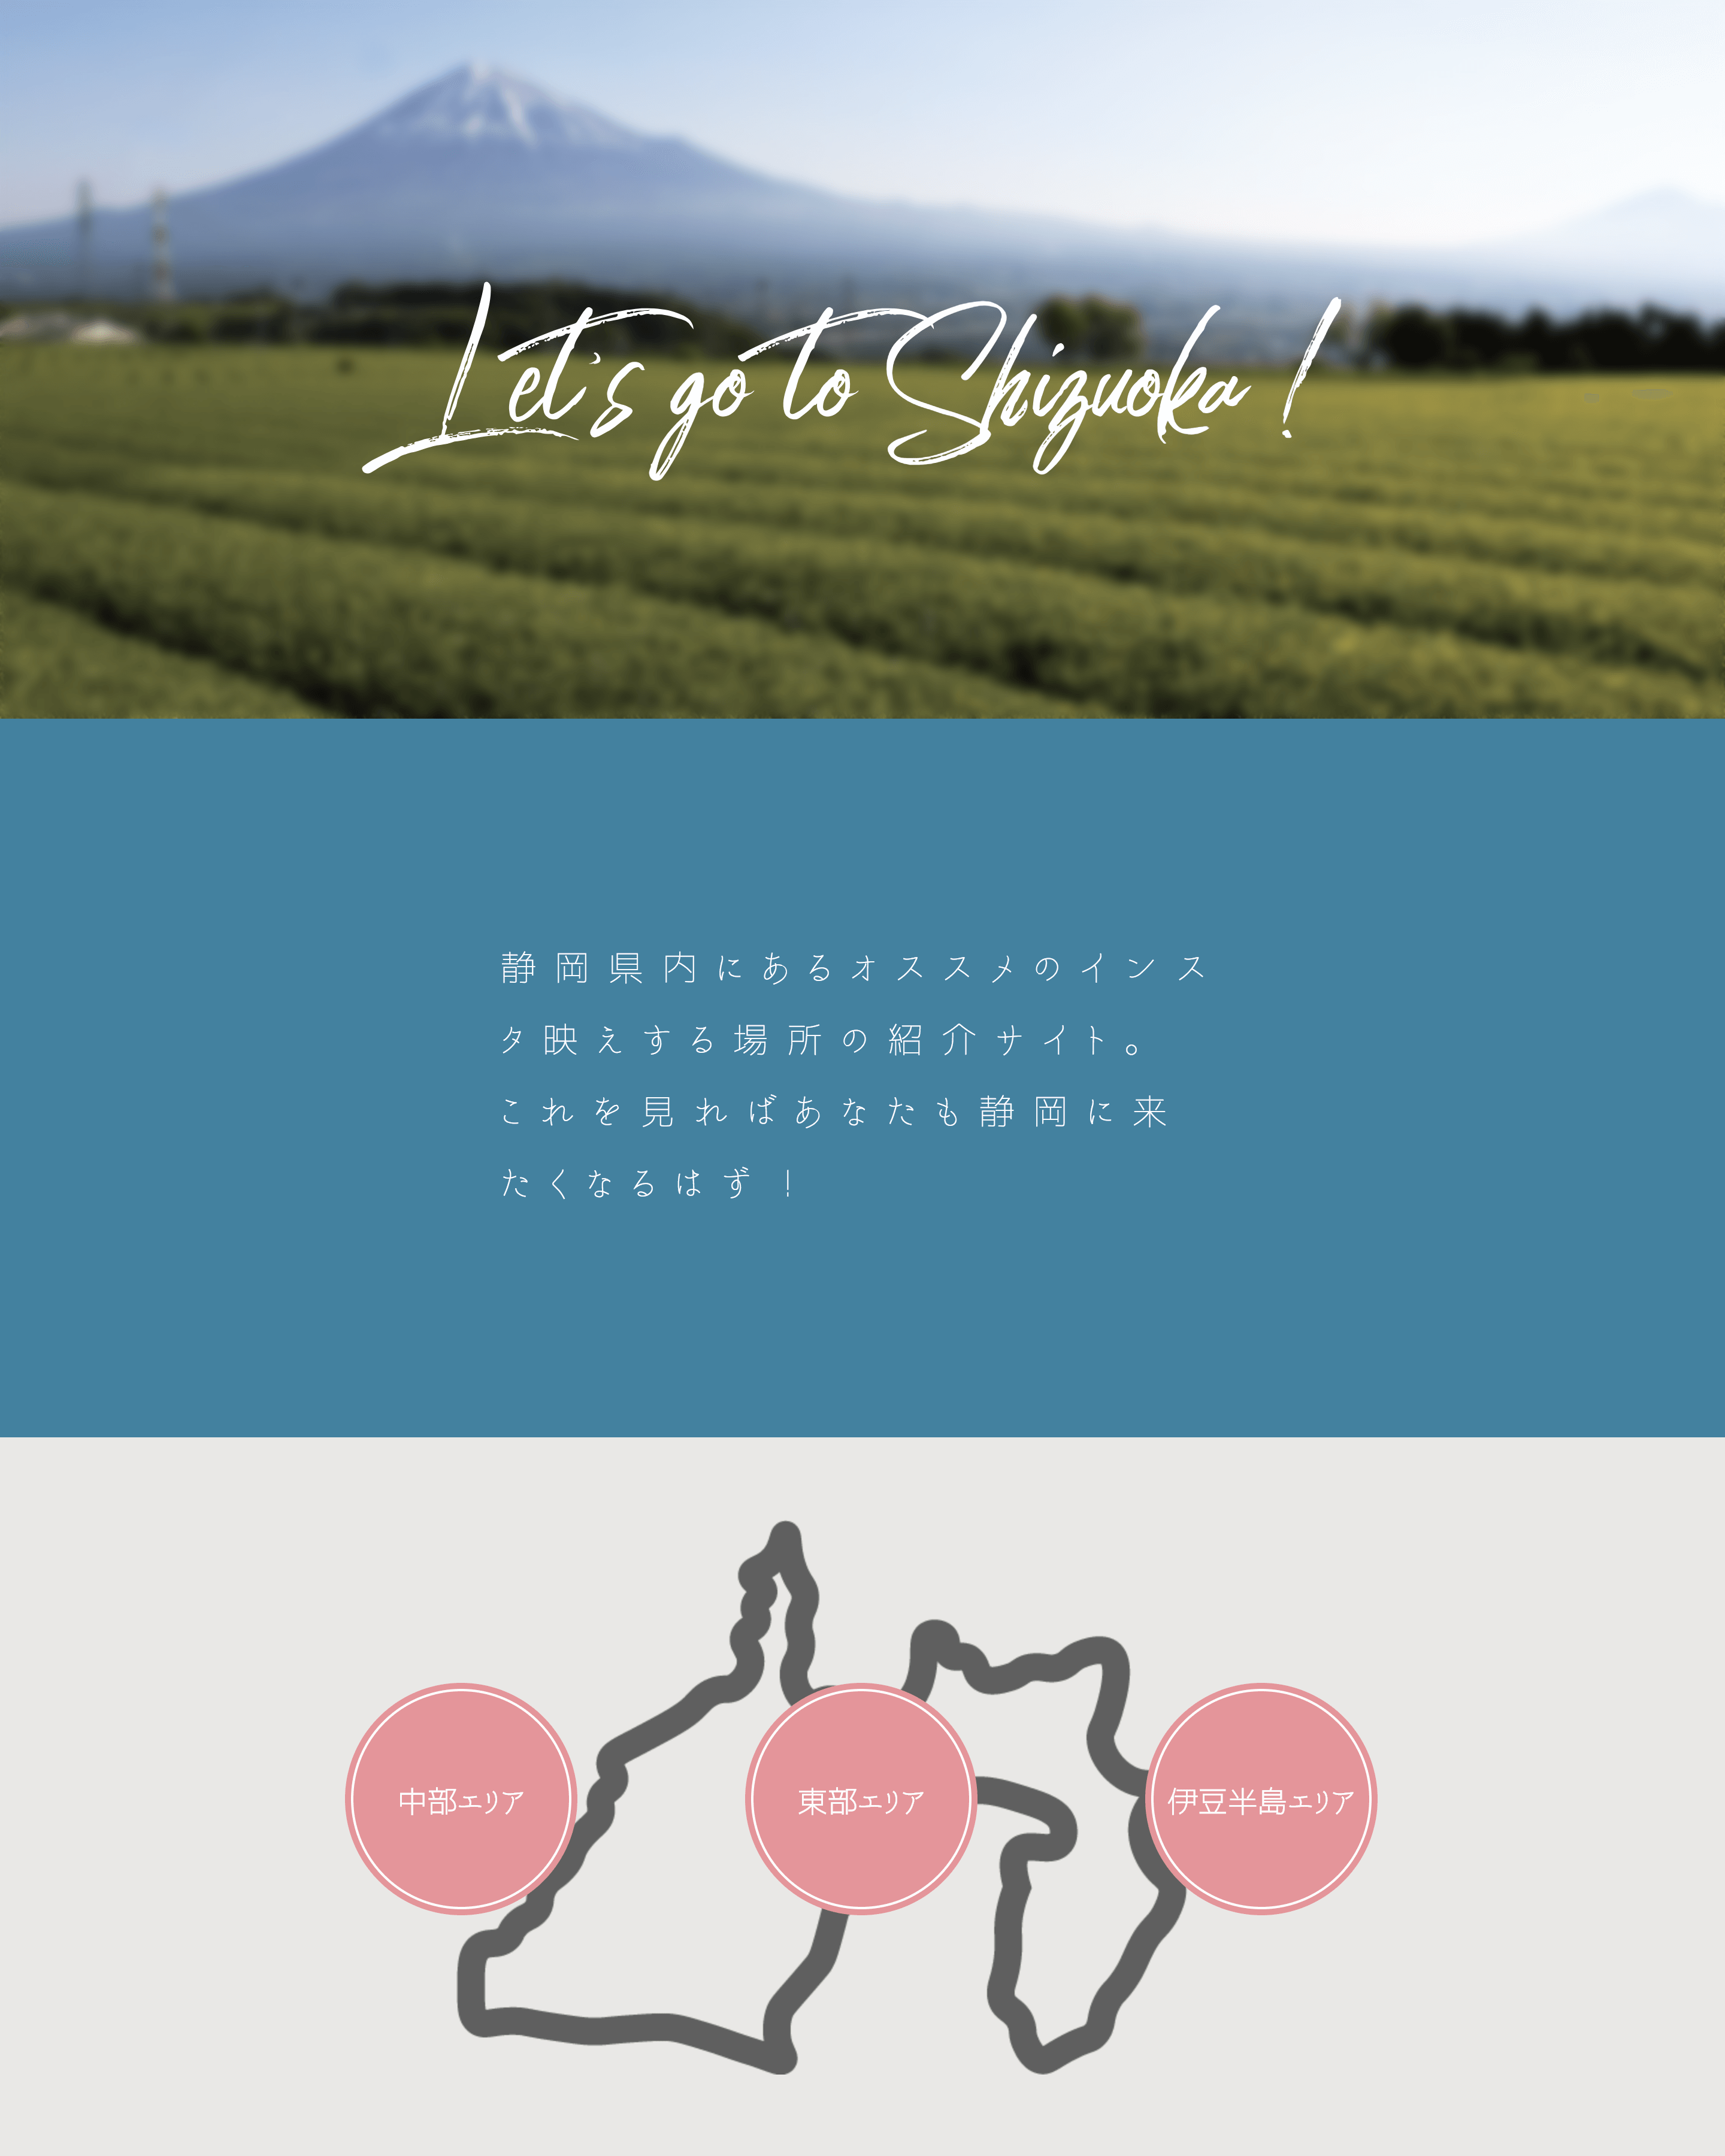 Let's go to Shizuoka !
静岡県内にあるオススメのインス
タ映えする場所の紹介サイト。
これを見ればあなたも静岡に来
たくなるはず！
中部エリア
東部エリア
伊豆半島エリア